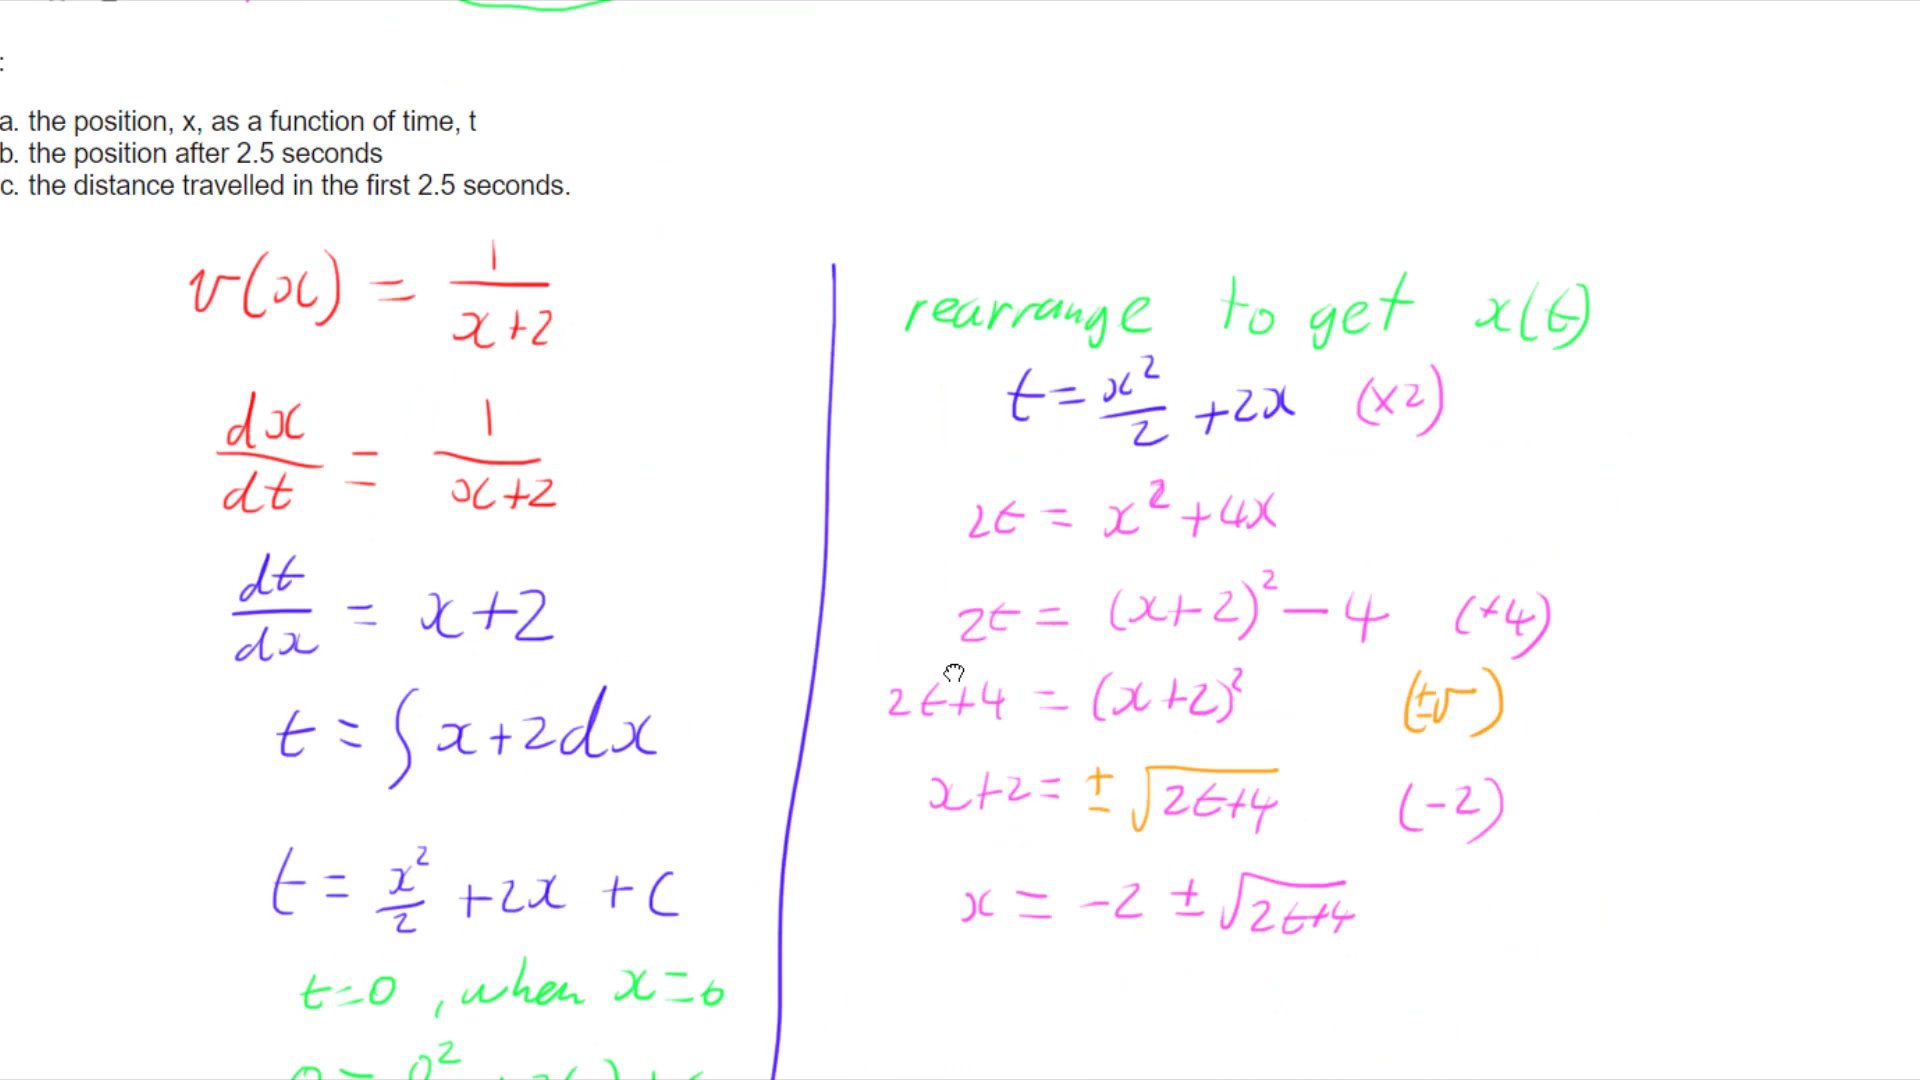 :
a. the position, x, as a function of time, t
b. the position after 2.5 seconds
c. the distance travelled in the first 2.5 seconds.
v(x) = 1/(x+2)
dx/dt = 1/(x+2)
dt/dx = x+2
t = ∫ x+2dx
t = x²/2 + 2x + C
t=0 , when x=0
rearrange to get x(t)
t = x²/2 + 2x (×2)
2t = x² + 4x
2t = (x+2)² - 4 (+4)
2t+4 = (x+2)² (±√)
x+2 = ± √(2t+4) (-2)
x = -2 ± √(2t+4)